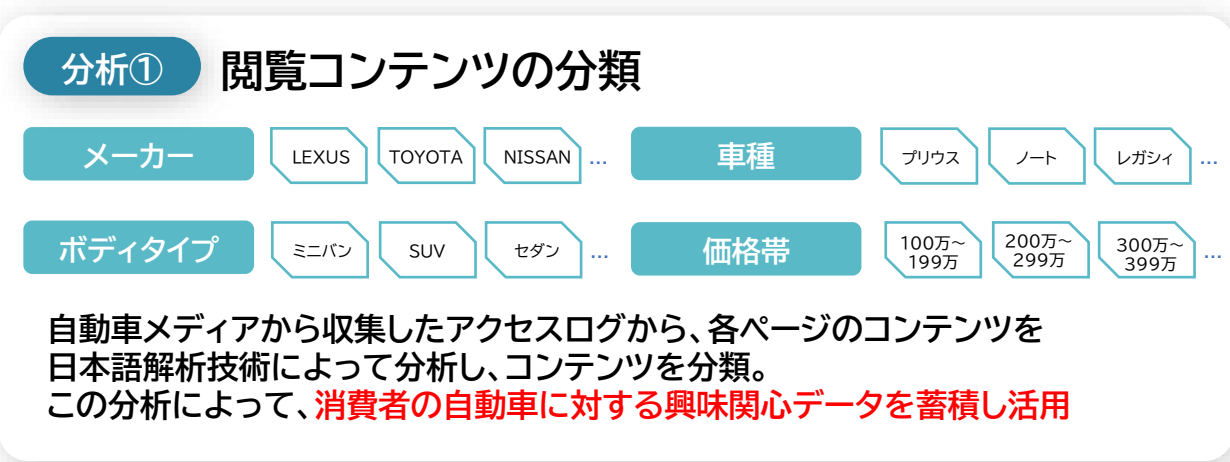 分析① 閲覧コンテンツの分類
メーカー LEXUS TOYOTA NISSAN ... 車種 プリウス ノート レガシィ ...
ボディタイプ ミニバン SUV セダン ... 価格帯 100万～199万 200万～299万 300万～399万 ...
自動車メディアから収集したアクセスログから、各ページのコンテンツを
日本語解析技術によって分析し、コンテンツを分類。
この分析によって、消費者の自動車に対する興味関心データを蓄積し活用